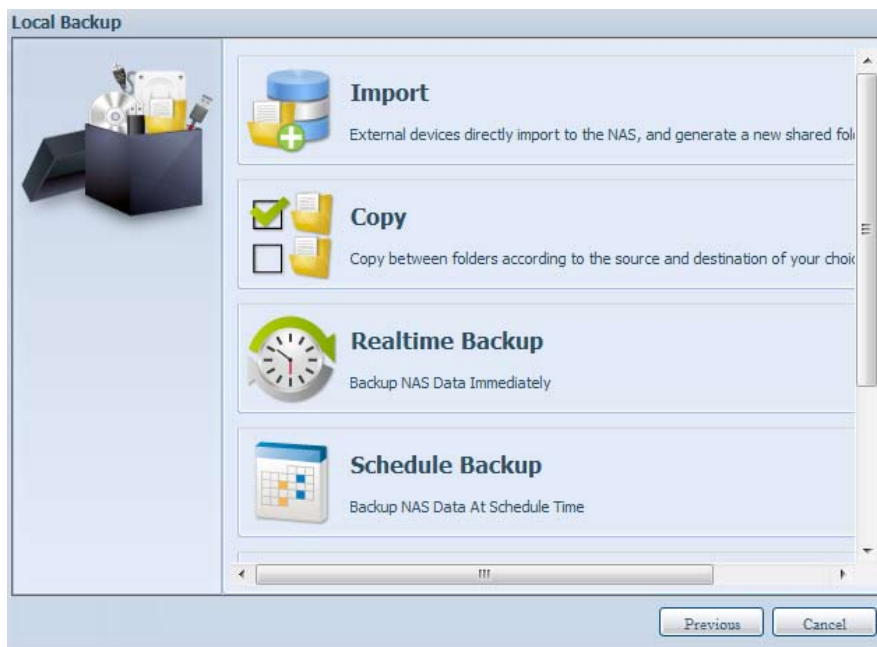 Local Backup
Import
External devices directly import to the NAS, and generate a new shared
Copy
Copy between folders according to the source and destination of your
Realtime Backup
Backup NAS Data Immediately
Schedule Backup
Backup NAS Data At Schedule Time
Previous
Cancel